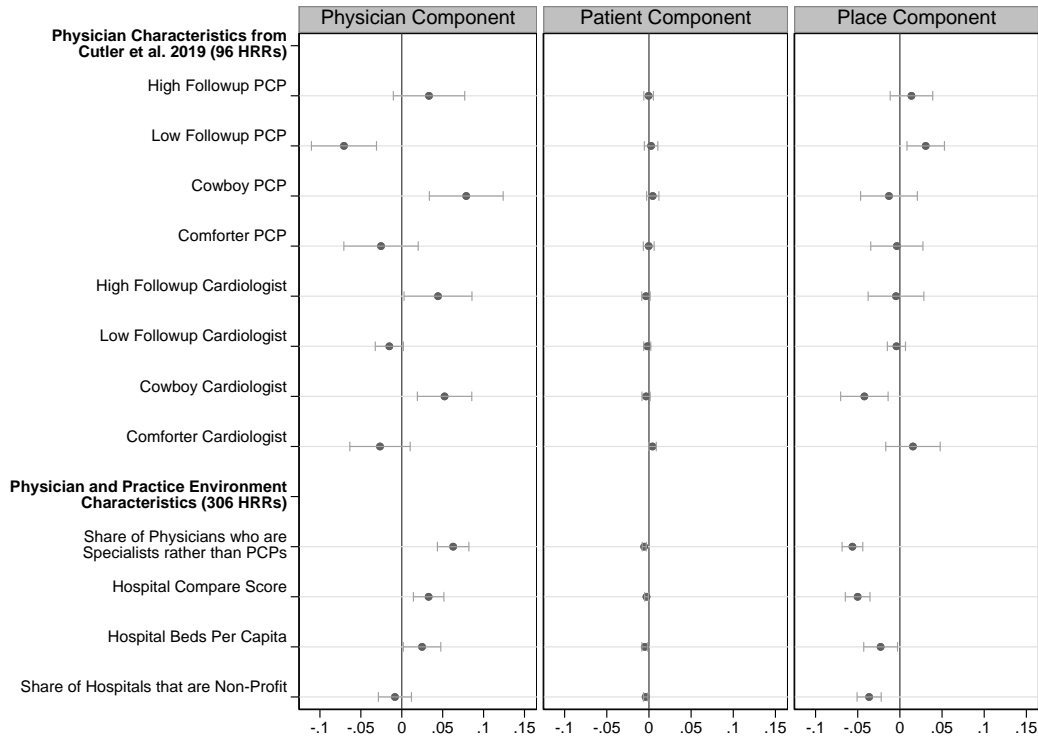 Physician Component
Patient Component
Place Component
Physician Characteristics from
Cutler et al. 2019 (96 HRRs)
High Followup PCP
Low Followup PCP
Cowboy PCP
Comforter PCP
High Followup Cardiologist
Low Followup Cardiologist
Cowboy Cardiologist
Comforter Cardiologist
Physician and Practice Environment
Characteristics (306 HRRs)
Share of Physicians who are
Specialists rather than PCPs
Hospital Compare Score
Hospital Beds Per Capita
Share of Hospitals that are Non-Profit
-.1 -.05 0 .05 .1 .15
-.1 -.05 0 .05 .1 .15
-.1 -.05 0 .05 .1 .15